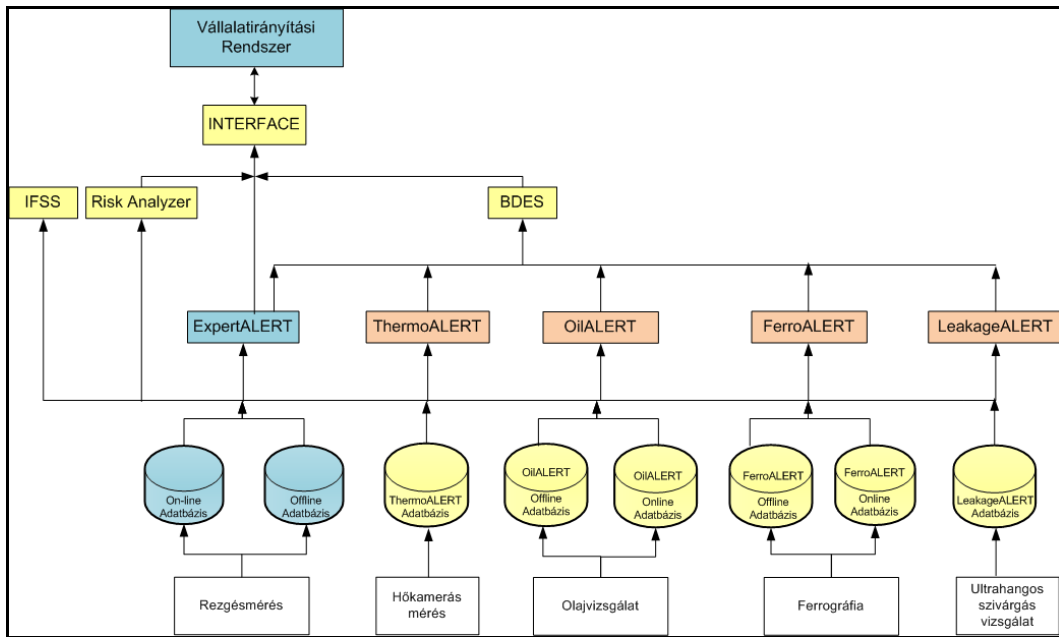 Vállalatirányítási
Rendszer
INTERFACE
IFSS
Risk Analyzer
BDES
ExpertALERT
ThermoALERT
OilALERT
FerroALERT
LeakageALERT
On-line
Adatbázis
Offline
Adatbázis
ThermoALERT
Adatbázis
OilALERT
Offline
Adatbázis
OilALERT
Online
Adatbázis
FerroALERT
Offline
Adatbázis
FerroALERT
Online
Adatbázis
LeakageALERT
Adatbázis
Rezgésmérés
Hőkamerás
mérés
Olajvizsgálat
Ferrográfia
Ultrahangos
szivárgás
vizsgálat